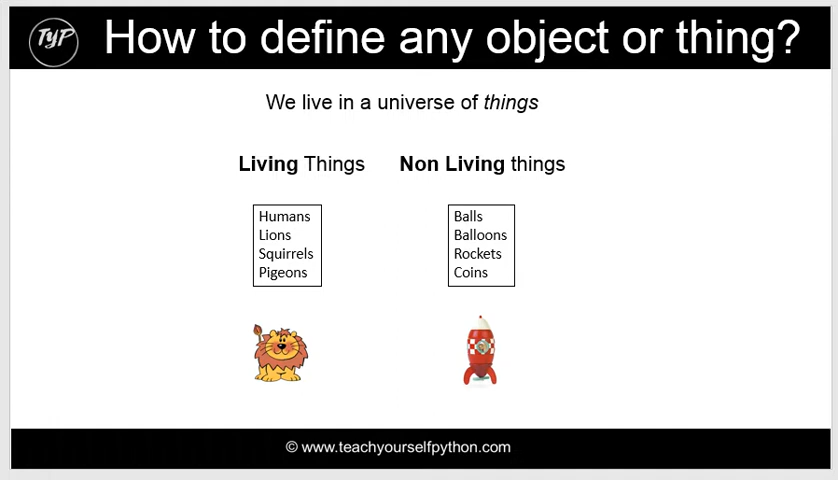 TYP
How to define any object or thing?
We live in a universe of things
Living Things
Non Living things
Humans
Lions
Squirrels
Pigeons
Balls
Balloons
Rockets
Coins
© www.teachyourselfpython.com